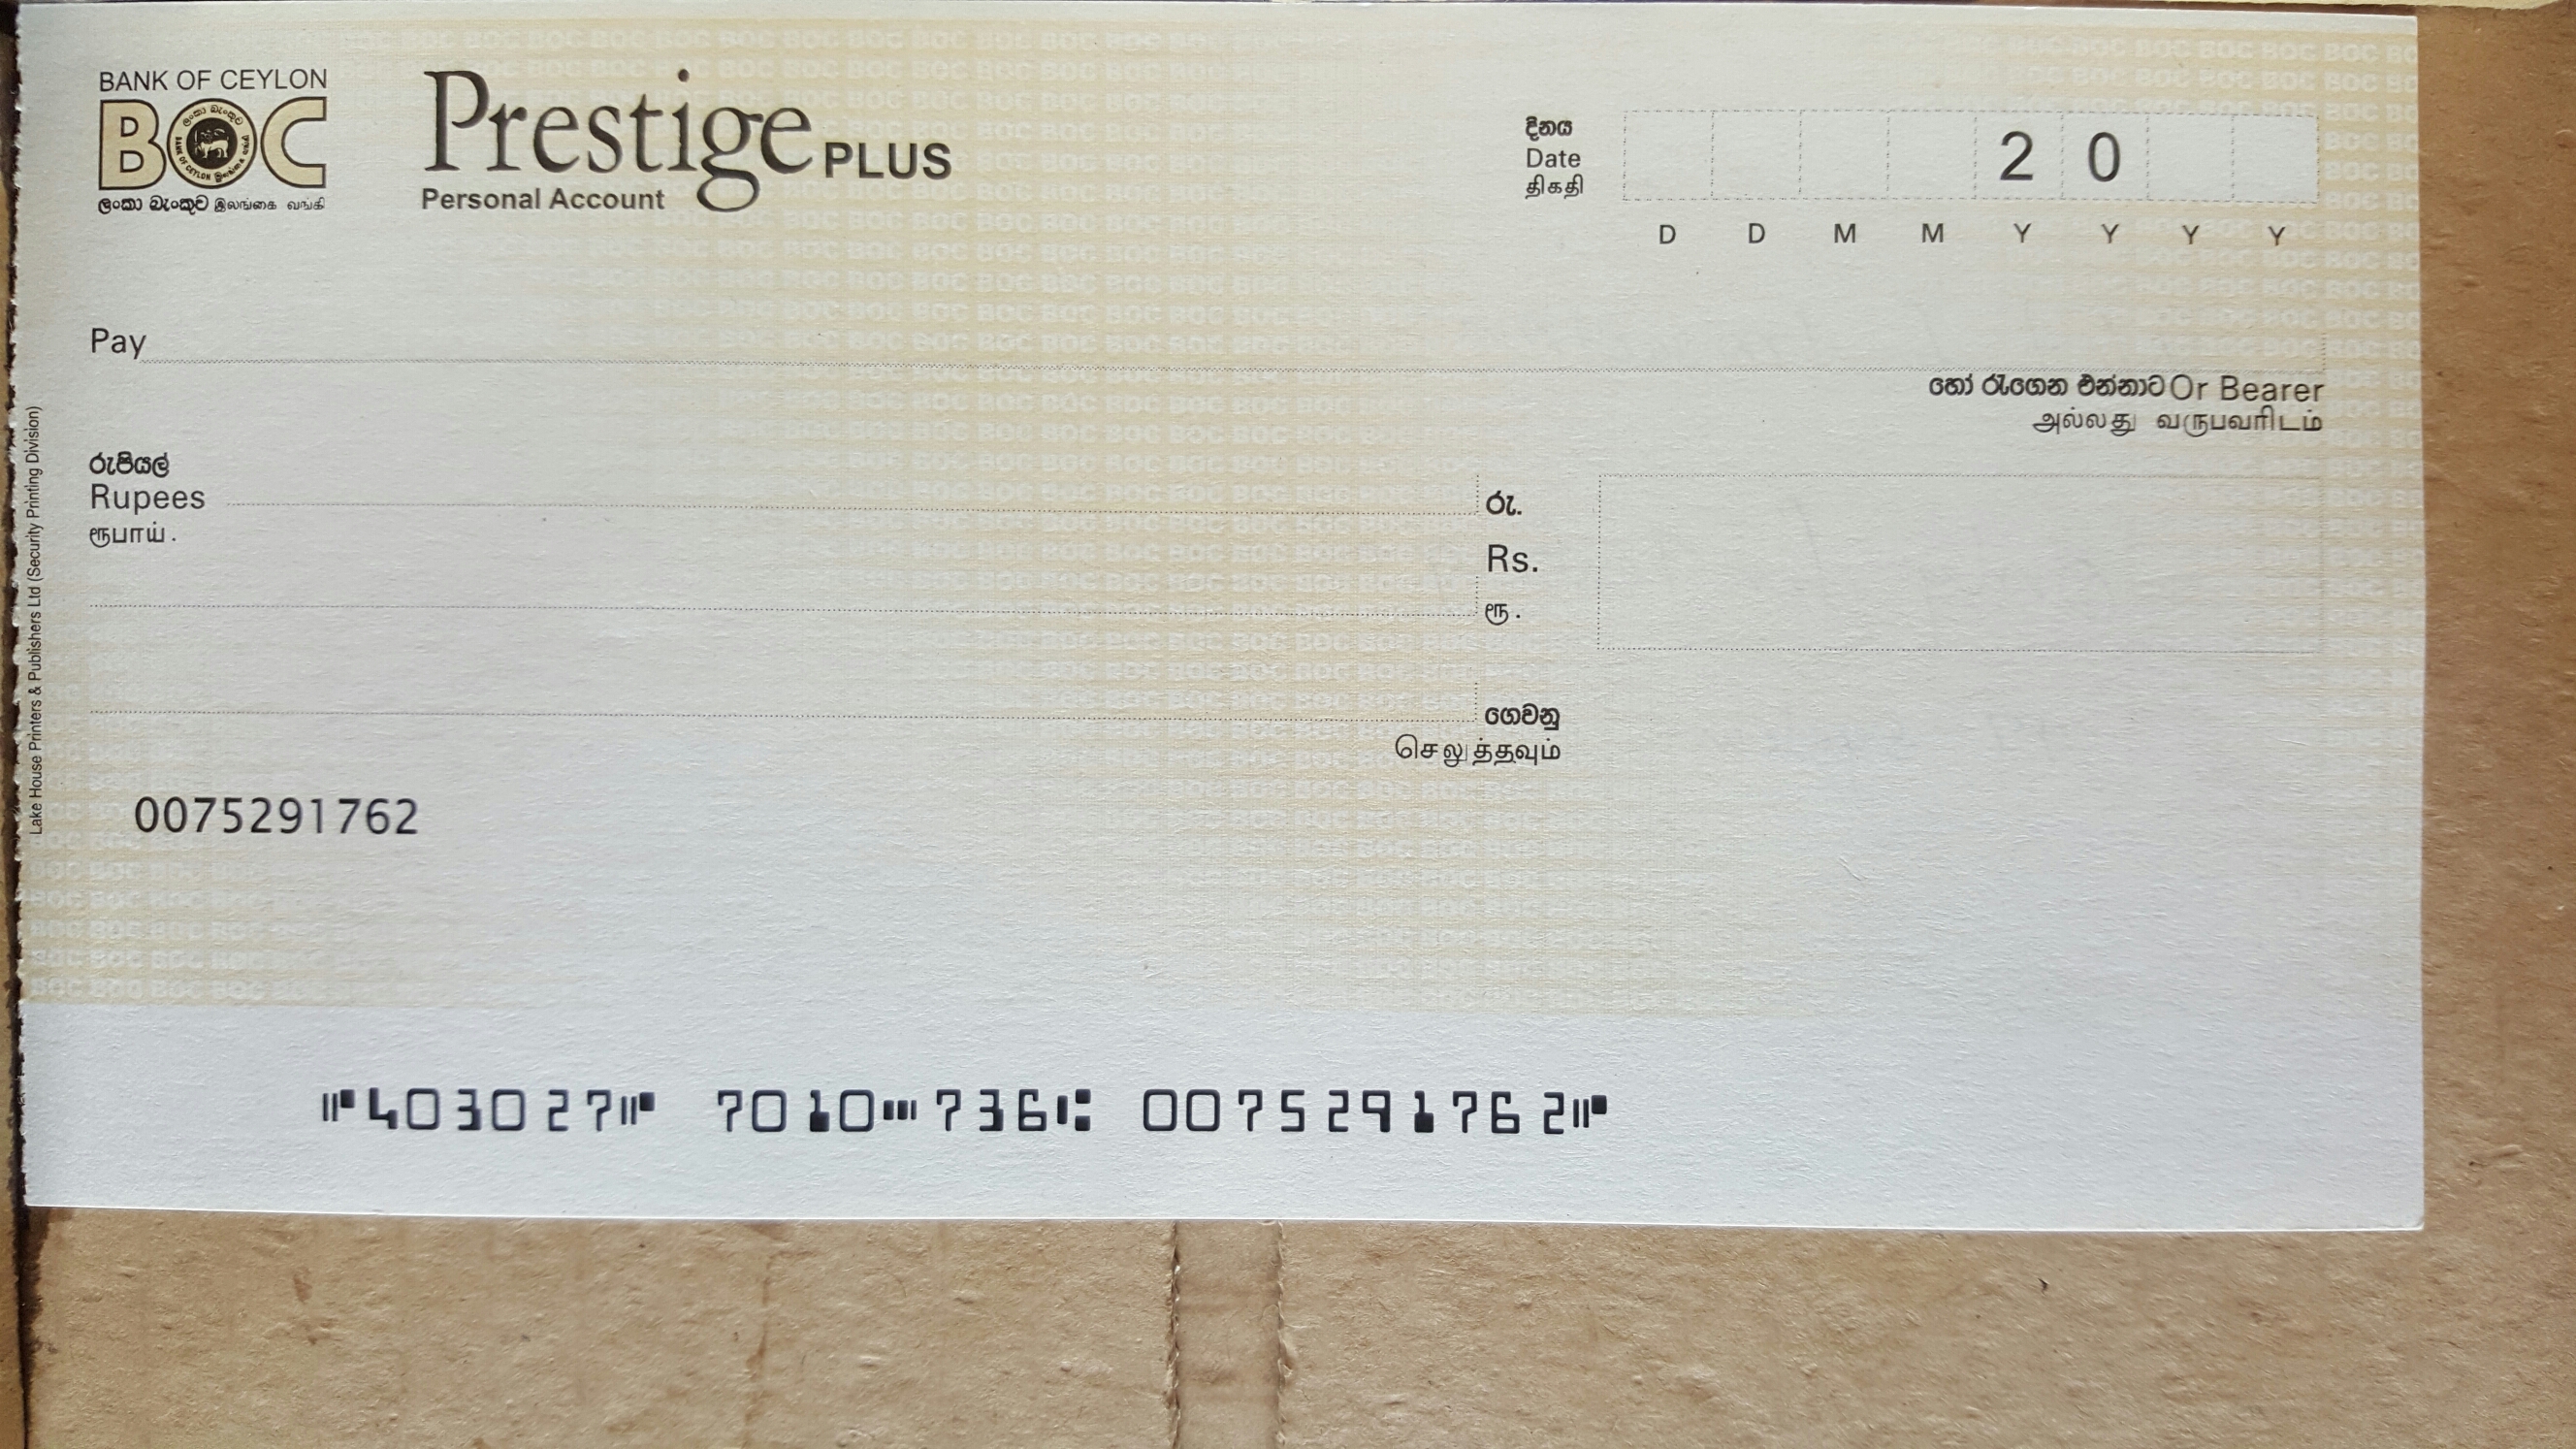 BANK OF CEYLON
BOC
ලංකා බැංකුව இலங்கை வங்கி
Prestige PLUS
Personal Account
දිනය
Date
திகதி
2 0
D D M M Y Y Y Y
Pay
හෝ රැගෙන එන්නාට Or Bearer
அல்லது வருபவரிடம்
රුපියල්
Rupees
ரூபாய்.
රු.
Rs.
ரூ.
ගෙවනු
செலுத்தவும்
0075291762
Lake House Printers & Publishers Ltd (Security Printing Division)
⑈403027⑈ 7010⑉736⑆ 0075291762⑈